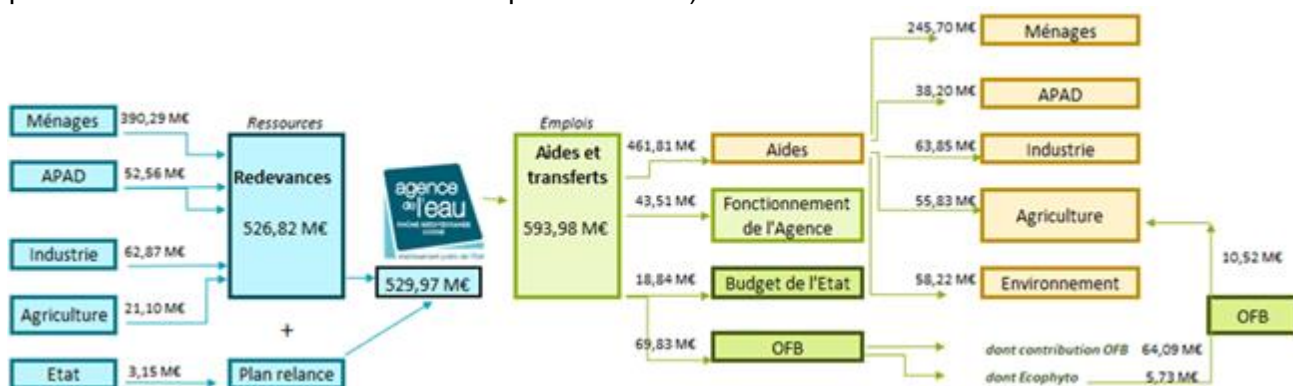 245,70 M€
Ménages
Ménages
390,29 M€
Ressources
Emplois
38,20 M€
APAD
APAD
52,56 M€
Redevances
526,82 M€
agence
de l'eau
RHÔNE MÉDITERRANÉE
CORSE
Aides et
transferts
593,98 M€
461,81 M€
Aides
63,85 M€
Industrie
43,51 M€
Fonctionnement
de l'Agence
55,83 M€
Agriculture
Industrie
62,87 M€
10,52 M€
529,97 M€
18,84 M€
Budget de l'Etat
58,22 M€
Environnement
Agriculture
21,10 M€
OFB
+
69,83 M€
OFB
dont contribution OFB 64,09 M€
Etat
3,15 M€
Plan relance
dont Ecophyto 5,73 M€